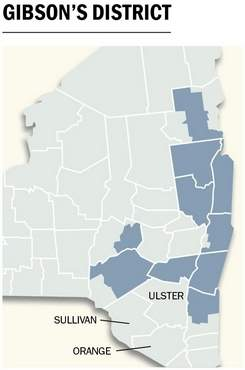 GIBSON'S DISTRICT
ULSTER
SULLIVAN
ORANGE